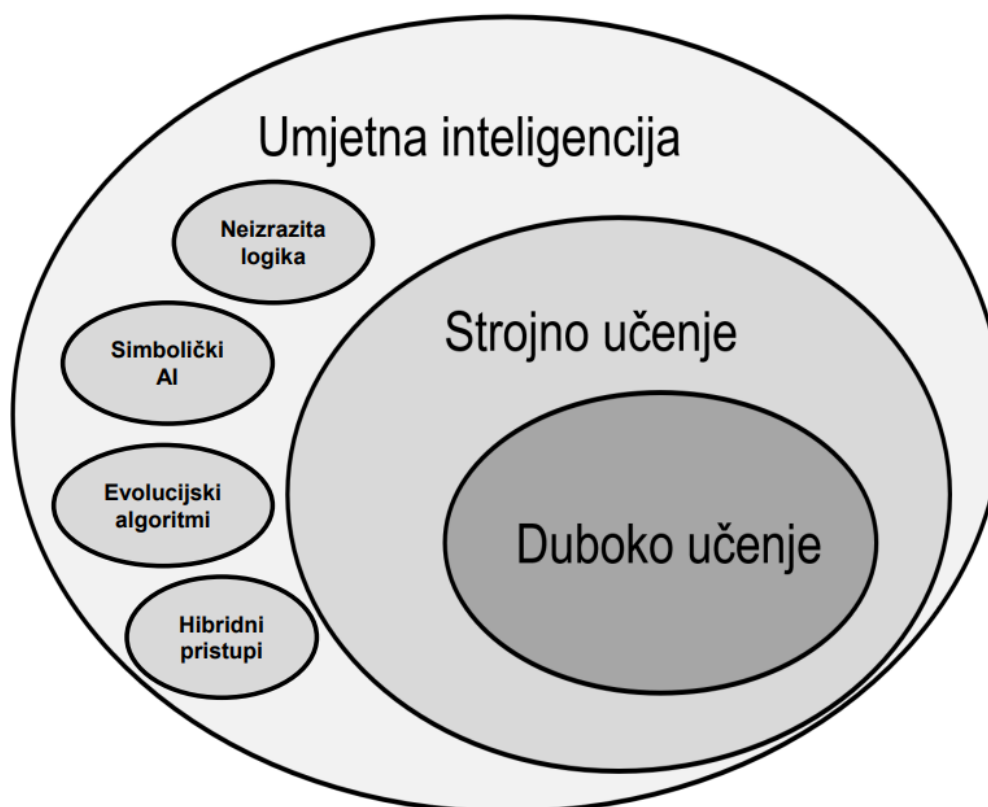 Umjetna inteligencija
Neizrazita
logika
Strojno učenje
Simbolički
AI
Evolucijski
algoritmi
Duboko učenje
Hibridni
pristupi